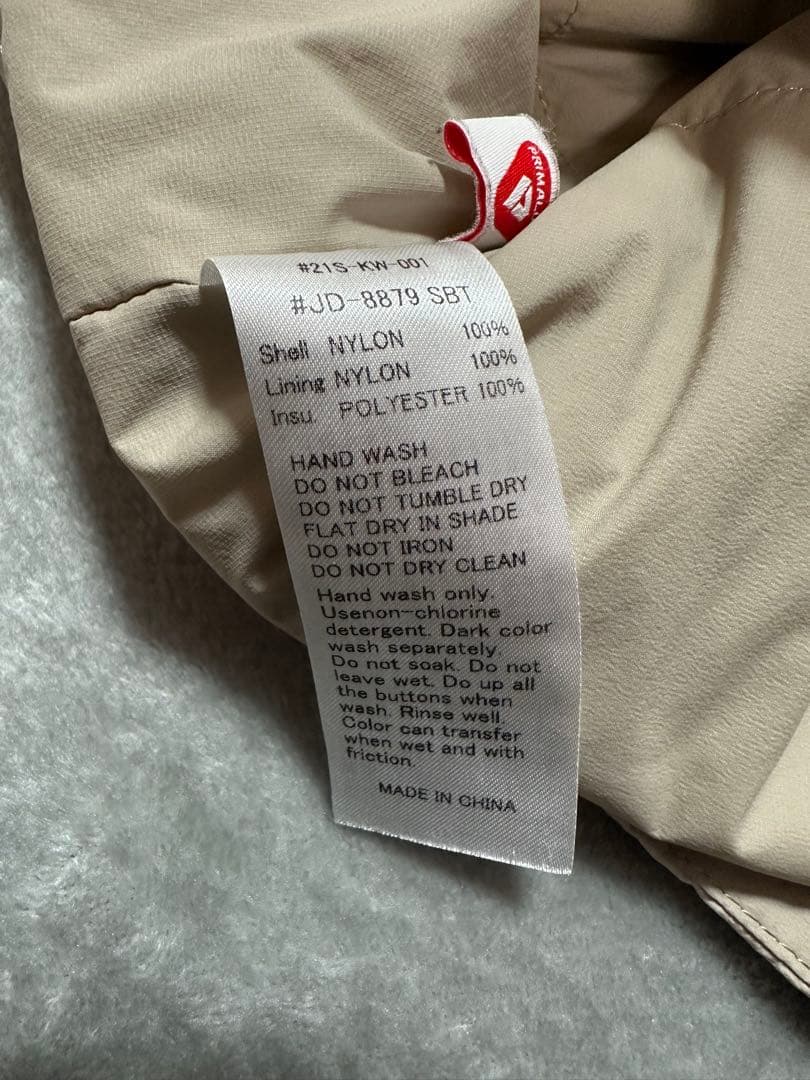 PRIMAL
#21S-KW-001
#JD-8879 SBT
Shell NYLON 100%
Lining NYLON 100%
Insu. POLYESTER 100%
HAND WASH
DO NOT BLEACH
DO NOT TUMBLE DRY
FLAT DRY IN SHADE
DO NOT IRON
DO NOT DRY CLEAN
Hand wash only.
Usenon-chlorine
detergent. Dark color
wash separately.
Do not soak. Do not
leave wet. Do up all
the buttons when
wash. Rinse well.
Color can transfer
when wet and with
friction.
MADE IN CHINA